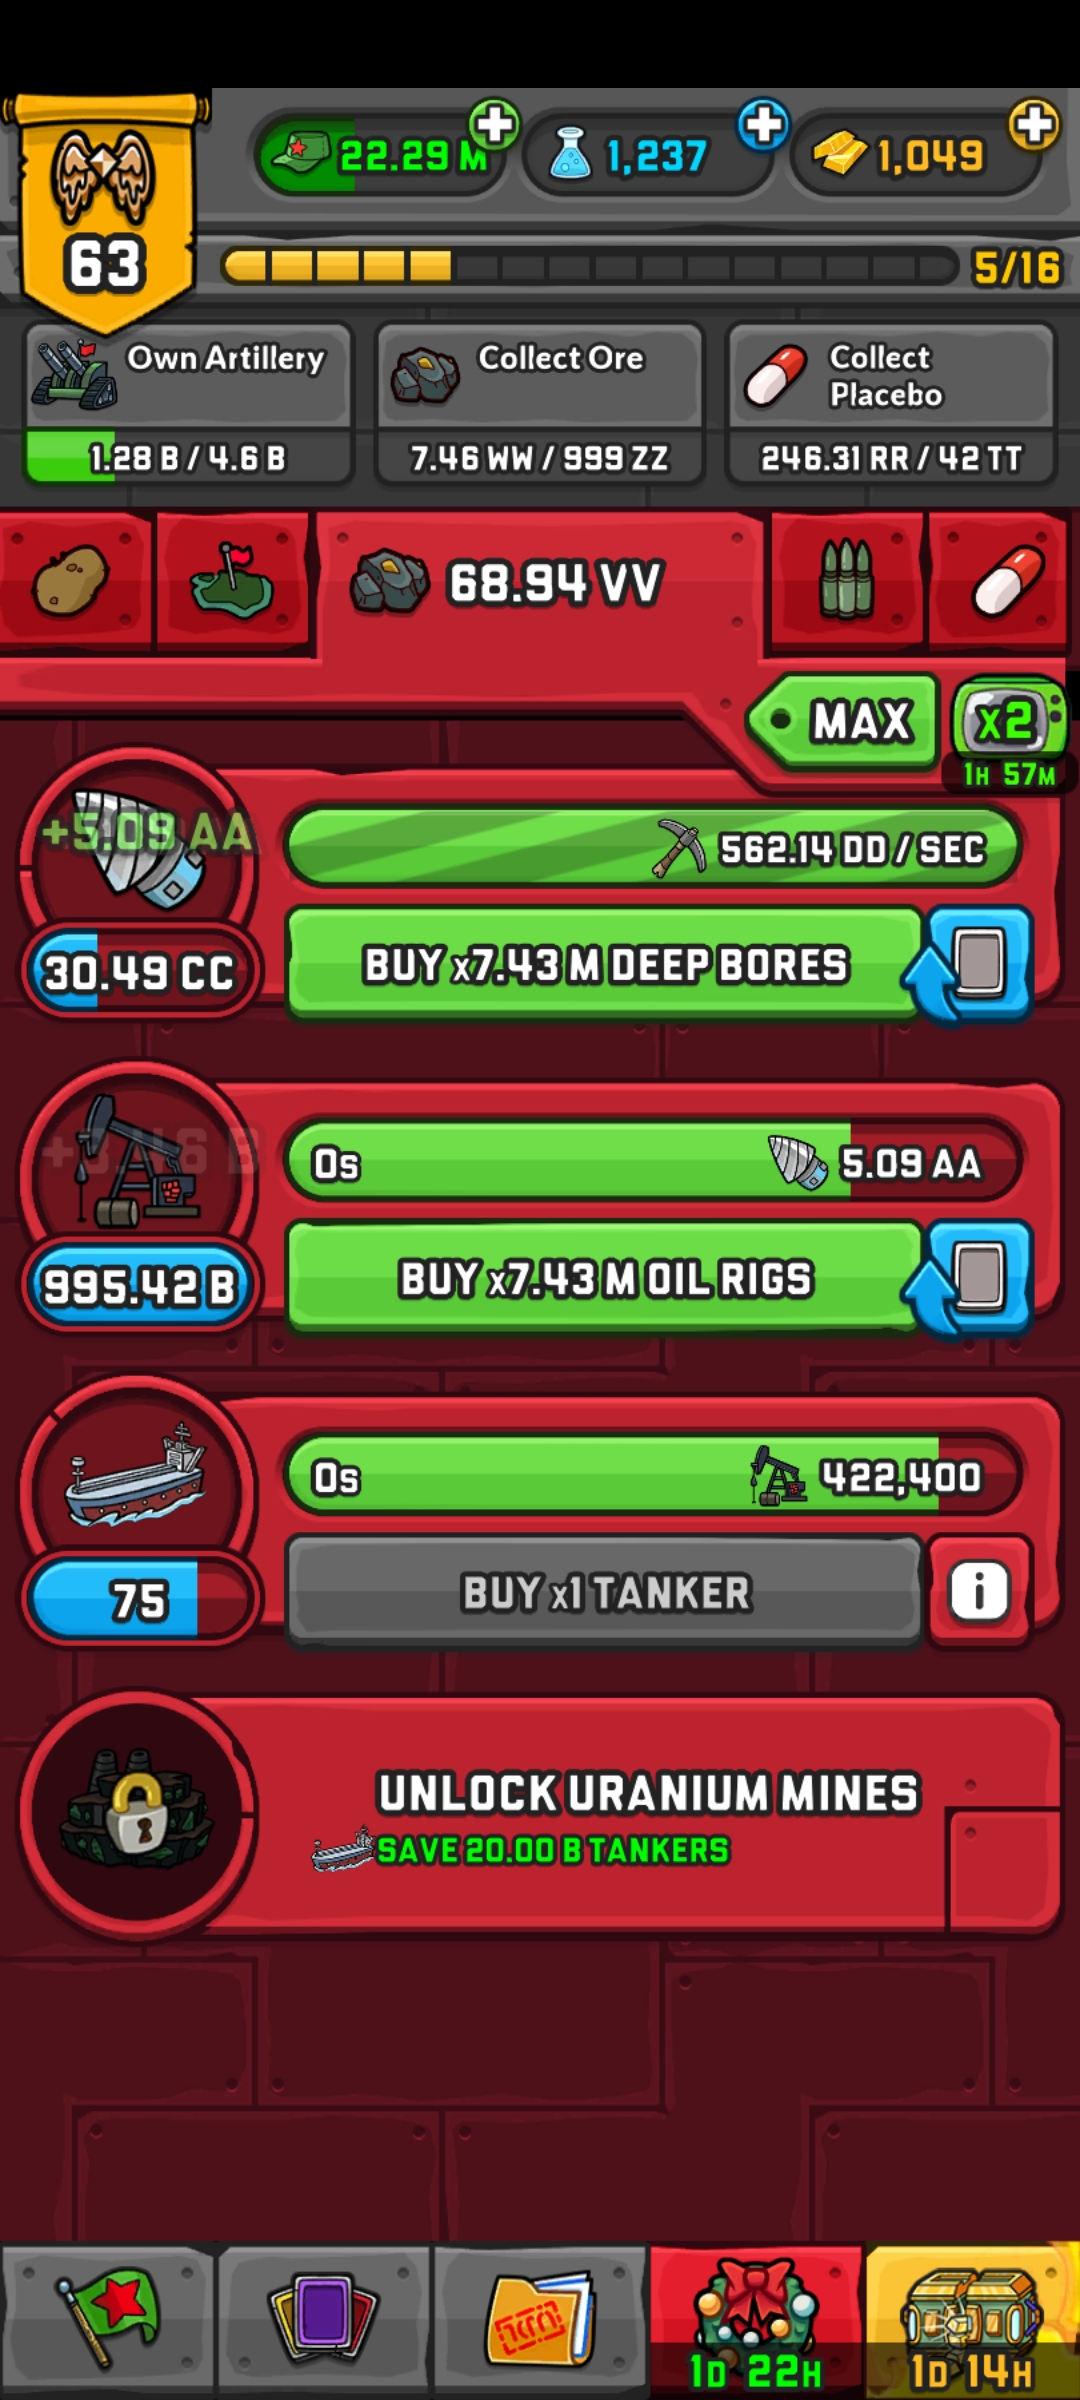 22.29 M
1,237
1,049
63
5/16
Own Artillery
1.28 B / 4.6 B
Collect Ore
7.46 WW / 999 ZZ
Collect
Placebo
246.31 RR / 42 TT
68.94 VV
MAX
x2
1H 57M
+5.09 AA
562.14 DD / SEC
30.49 CC
BUY x7.43 M DEEP BORES
+3.46 B
0s
5.09 AA
995.42 B
BUY x7.43 M OIL RIGS
0s
422,400
75
BUY x1 TANKER
i
UNLOCK URANIUM MINES
SAVE 20.00 B TANKERS
1D 22H
1D 14H